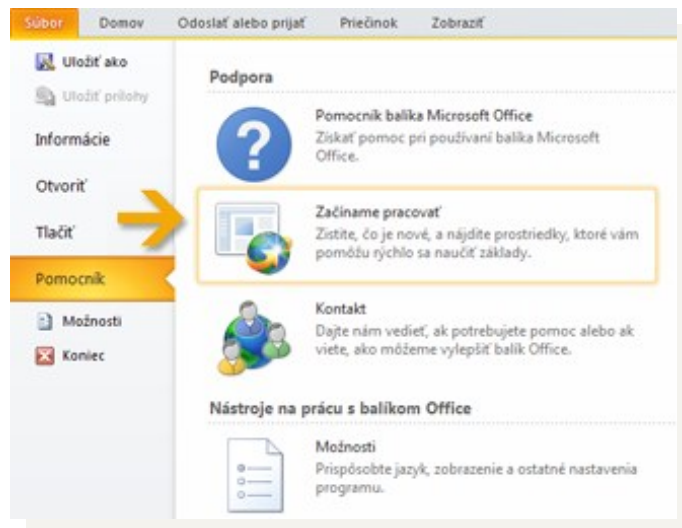 Súbor Domov Odoslať alebo prijať Priečinok Zobraziť
Uložiť ako
Uložiť prílohy
Informácie
Otvoriť
Tlačiť
Pomocník
Možnosti
Koniec
Podpora
Pomocník balíka Microsoft Office
Získať pomoc pri používaní balíka Microsoft
Office.
Začíname pracovať
Zistite, čo je nové, a nájdite prostriedky, ktoré vám
pomôžu rýchlo sa naučiť základy.
Kontakt
Dajte nám vedieť, ak potrebujete pomoc alebo ak
viete, ako môžeme vylepšiť balík Office.
Nástroje na prácu s balíkom Office
Možnosti
Prispôsobte jazyk, zobrazenie a ostatné nastavenia
programu.